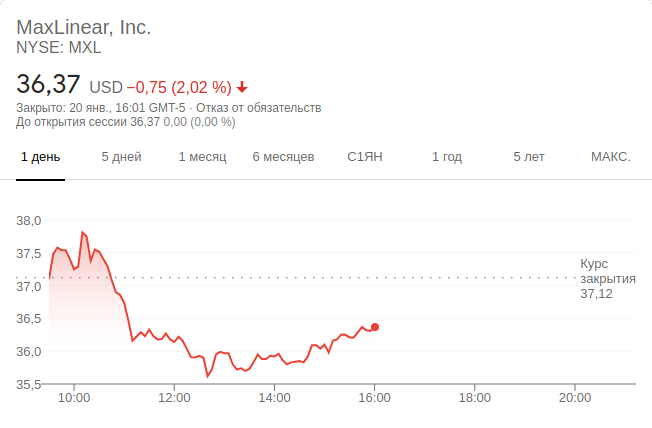 MaxLinear, Inc.
NYSE: MXL
36,37 USD −0,75 (2,02 %)
Закрыто: 20 янв., 16:01 GMT-5 · Отказ от обязательств
До открытия сессии 36,37 0,00 (0,00 %)
1 день 5 дней 1 месяц 6 месяцев С1ЯН 1 год 5 лет МАКС.
38,0
37,5
Курс
закрытия
37,12
37,0
36,5
36,0
35,5
10:00 12:00 14:00 16:00 18:00 20:00